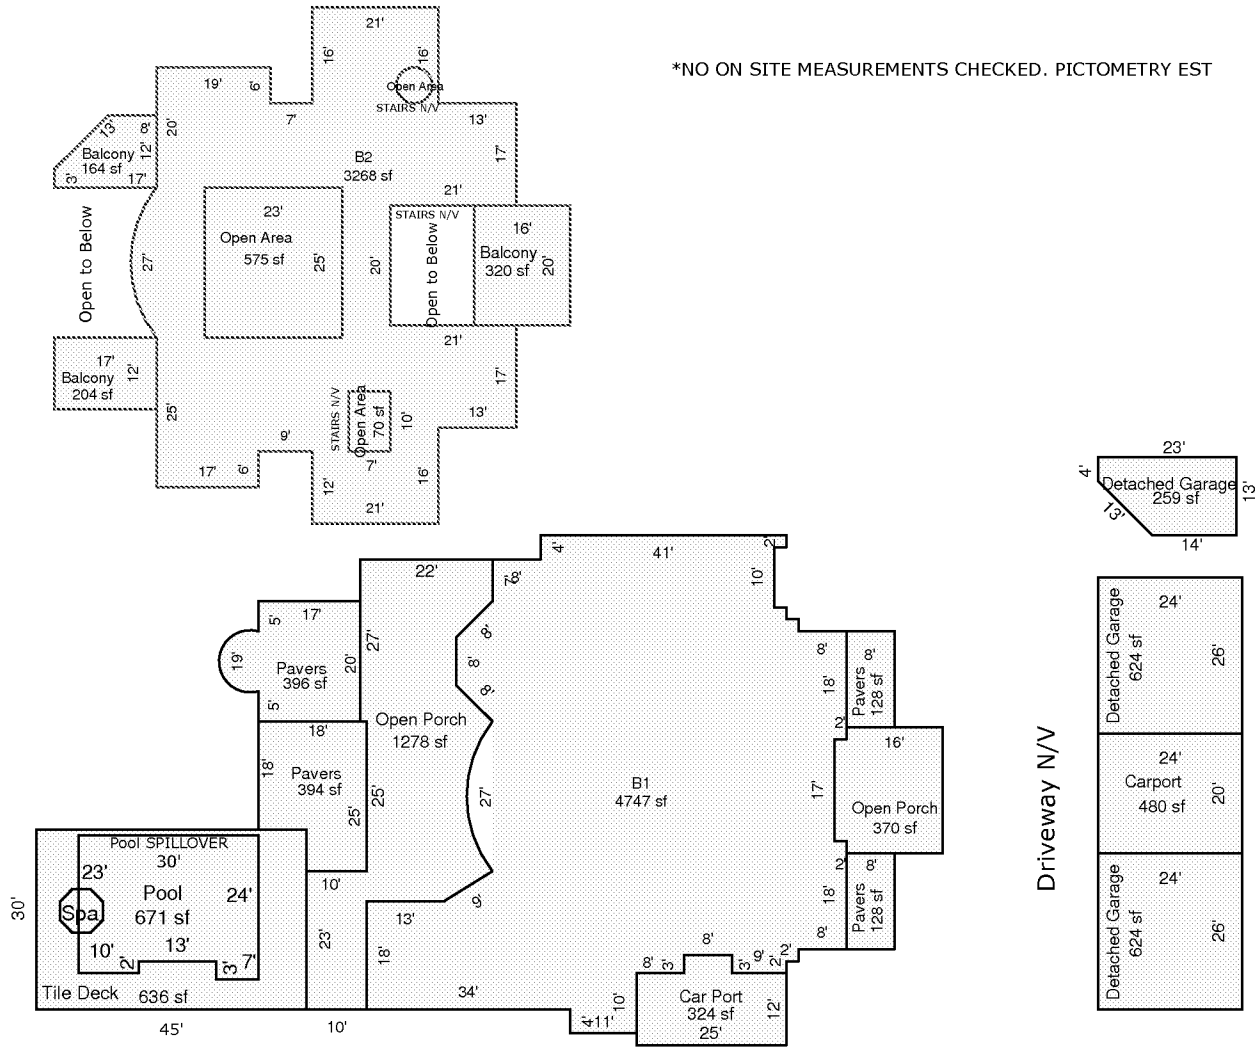 21'
16'
16'
*NO ON SITE MEASUREMENTS CHECKED. PICTOMETRY EST
19'
6'
Open Area
STAIRS N/V
7'
13'
13'
8'
20'
Balcony
164 sf
12'
3'
17'
B2
3268 sf
17'
21'
STAIRS N/V
Open to Below
23'
Open Area
575 sf
25'
27'
20'
Open to Below
16'
Balcony
320 sf
20'
21'
17'
Balcony
204 sf
12'
25'
17'
STAIRS N/V
Open Area
70 sf
10'
13'
9'
7'
17'
6'
12'
16'
21'
23'
4'
Detached Garage
259 sf
13'
13'
14'
4'
41'
2'
22'
7'
8'
10'
5'
17'
27'
8'
19'
Pavers
396 sf
20'
8'
8'
5'
8'
8'
18'
Pavers
128 sf
2'
Detached Garage
624 sf
24'
26'
18'
Open Porch
1278 sf
18'
Pavers
394 sf
25'
25'
27'
B1
4747 sf
17'
16'
Open Porch
370 sf
Driveway N/V
24'
Carport
480 sf
20'
Pool SPILLOVER
30'
23'
Pool
671 sf
24'
Spa
10'
2'
13'
3'
7'
30'
Tile Deck
636 sf
45'
10'
23'
10'
13'
9'
18'
34'
2'
8'
18'
Pavers
128 sf
8'
8'
8'
3'
3'
9'
2'
2'
10'
4'
11'
Car Port
324 sf
25'
12'
24'
Detached Garage
624 sf
26'